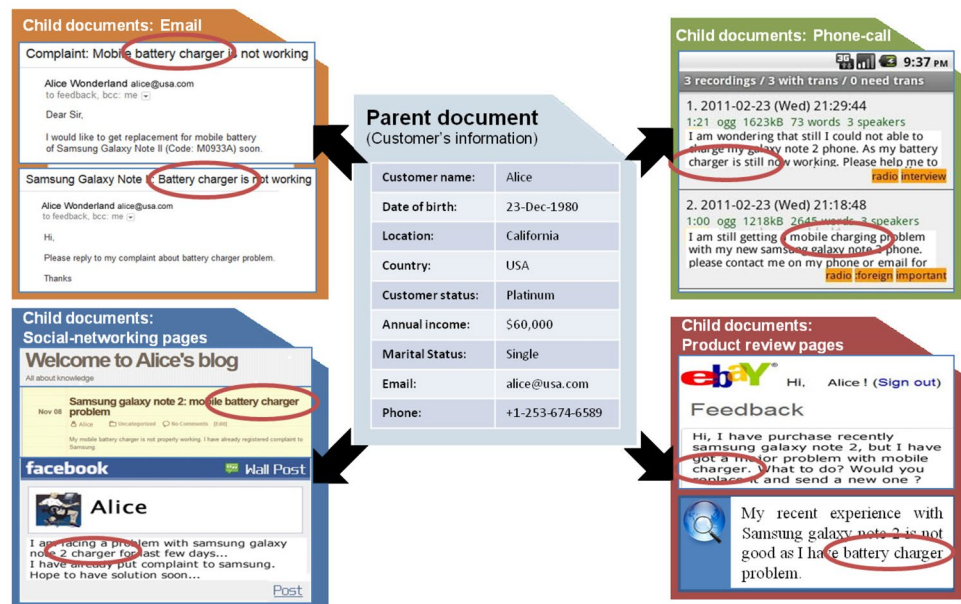 Child documents: Email
Complaint: Mobile battery charger is not working
Alice Wonderland alice@usa.com
to feedback, bcc: me
Dear Sir,
I would like to get replacement for mobile battery
of Samsung Galaxy Note II (Code: M0933A) soon.
Samsung Galaxy Note II: Battery charger is not working
Alice Wonderland alice@usa.com
to feedback, bcc: me
Hi,
Please reply to my complaint about battery charger problem.
Thanks
Parent document
(Customer's information)
Customer name: Alice
Date of birth: 23-Dec-1980
Location: California
Country: USA
Customer status: Platinum
Annual income: $60,000
Marital Status: Single
Email: alice@usa.com
Phone: +1-253-674-6589
Child documents: Phone-call
3G 9:37 PM
3 recordings / 3 with trans / 0 need trans
1. 2011-02-23 (Wed) 21:29:44
1:21 ogg 1623kB 73 words 3 speakers
I am wondering that still I could not able to
charge my galaxy note 2 phone. As my battery
charger is still now working. Please help me to
radio interview
2. 2011-02-23 (Wed) 21:18:48
1:00 ogg 1218kB 2645 words 3 speakers
I am still getting a mobile charging problem
with my new samsung galaxy note 2 phone.
please contact me on my phone or email for
radio :foreign important
Child documents:
Social-networking pages
Welcome to Alice's blog
All about knowledge
Nov 08
Samsung galaxy note 2: mobile battery charger
problem
Alice Uncategorized No Comments [Edit]
My mobile battery charger is not properly working. I have already registered complaint to
Samsung
facebook Wall Post
Alice
I am facing a problem with samsung galaxy
note 2 charger for last few days...
I have already put complaint to samsung.
Hope to have solution soon...
Post
Child documents:
Product review pages
ebay Hi, Alice ! (Sign out)
Feedback
Hi, I have purchase recently
samsung galaxy note 2, but I have
got a major problem with mobile
charger. What to do? Would you
replace it and send a new one ?
My recent experience with
Samsung galaxy note 2 is not
good as I have battery charger
problem.